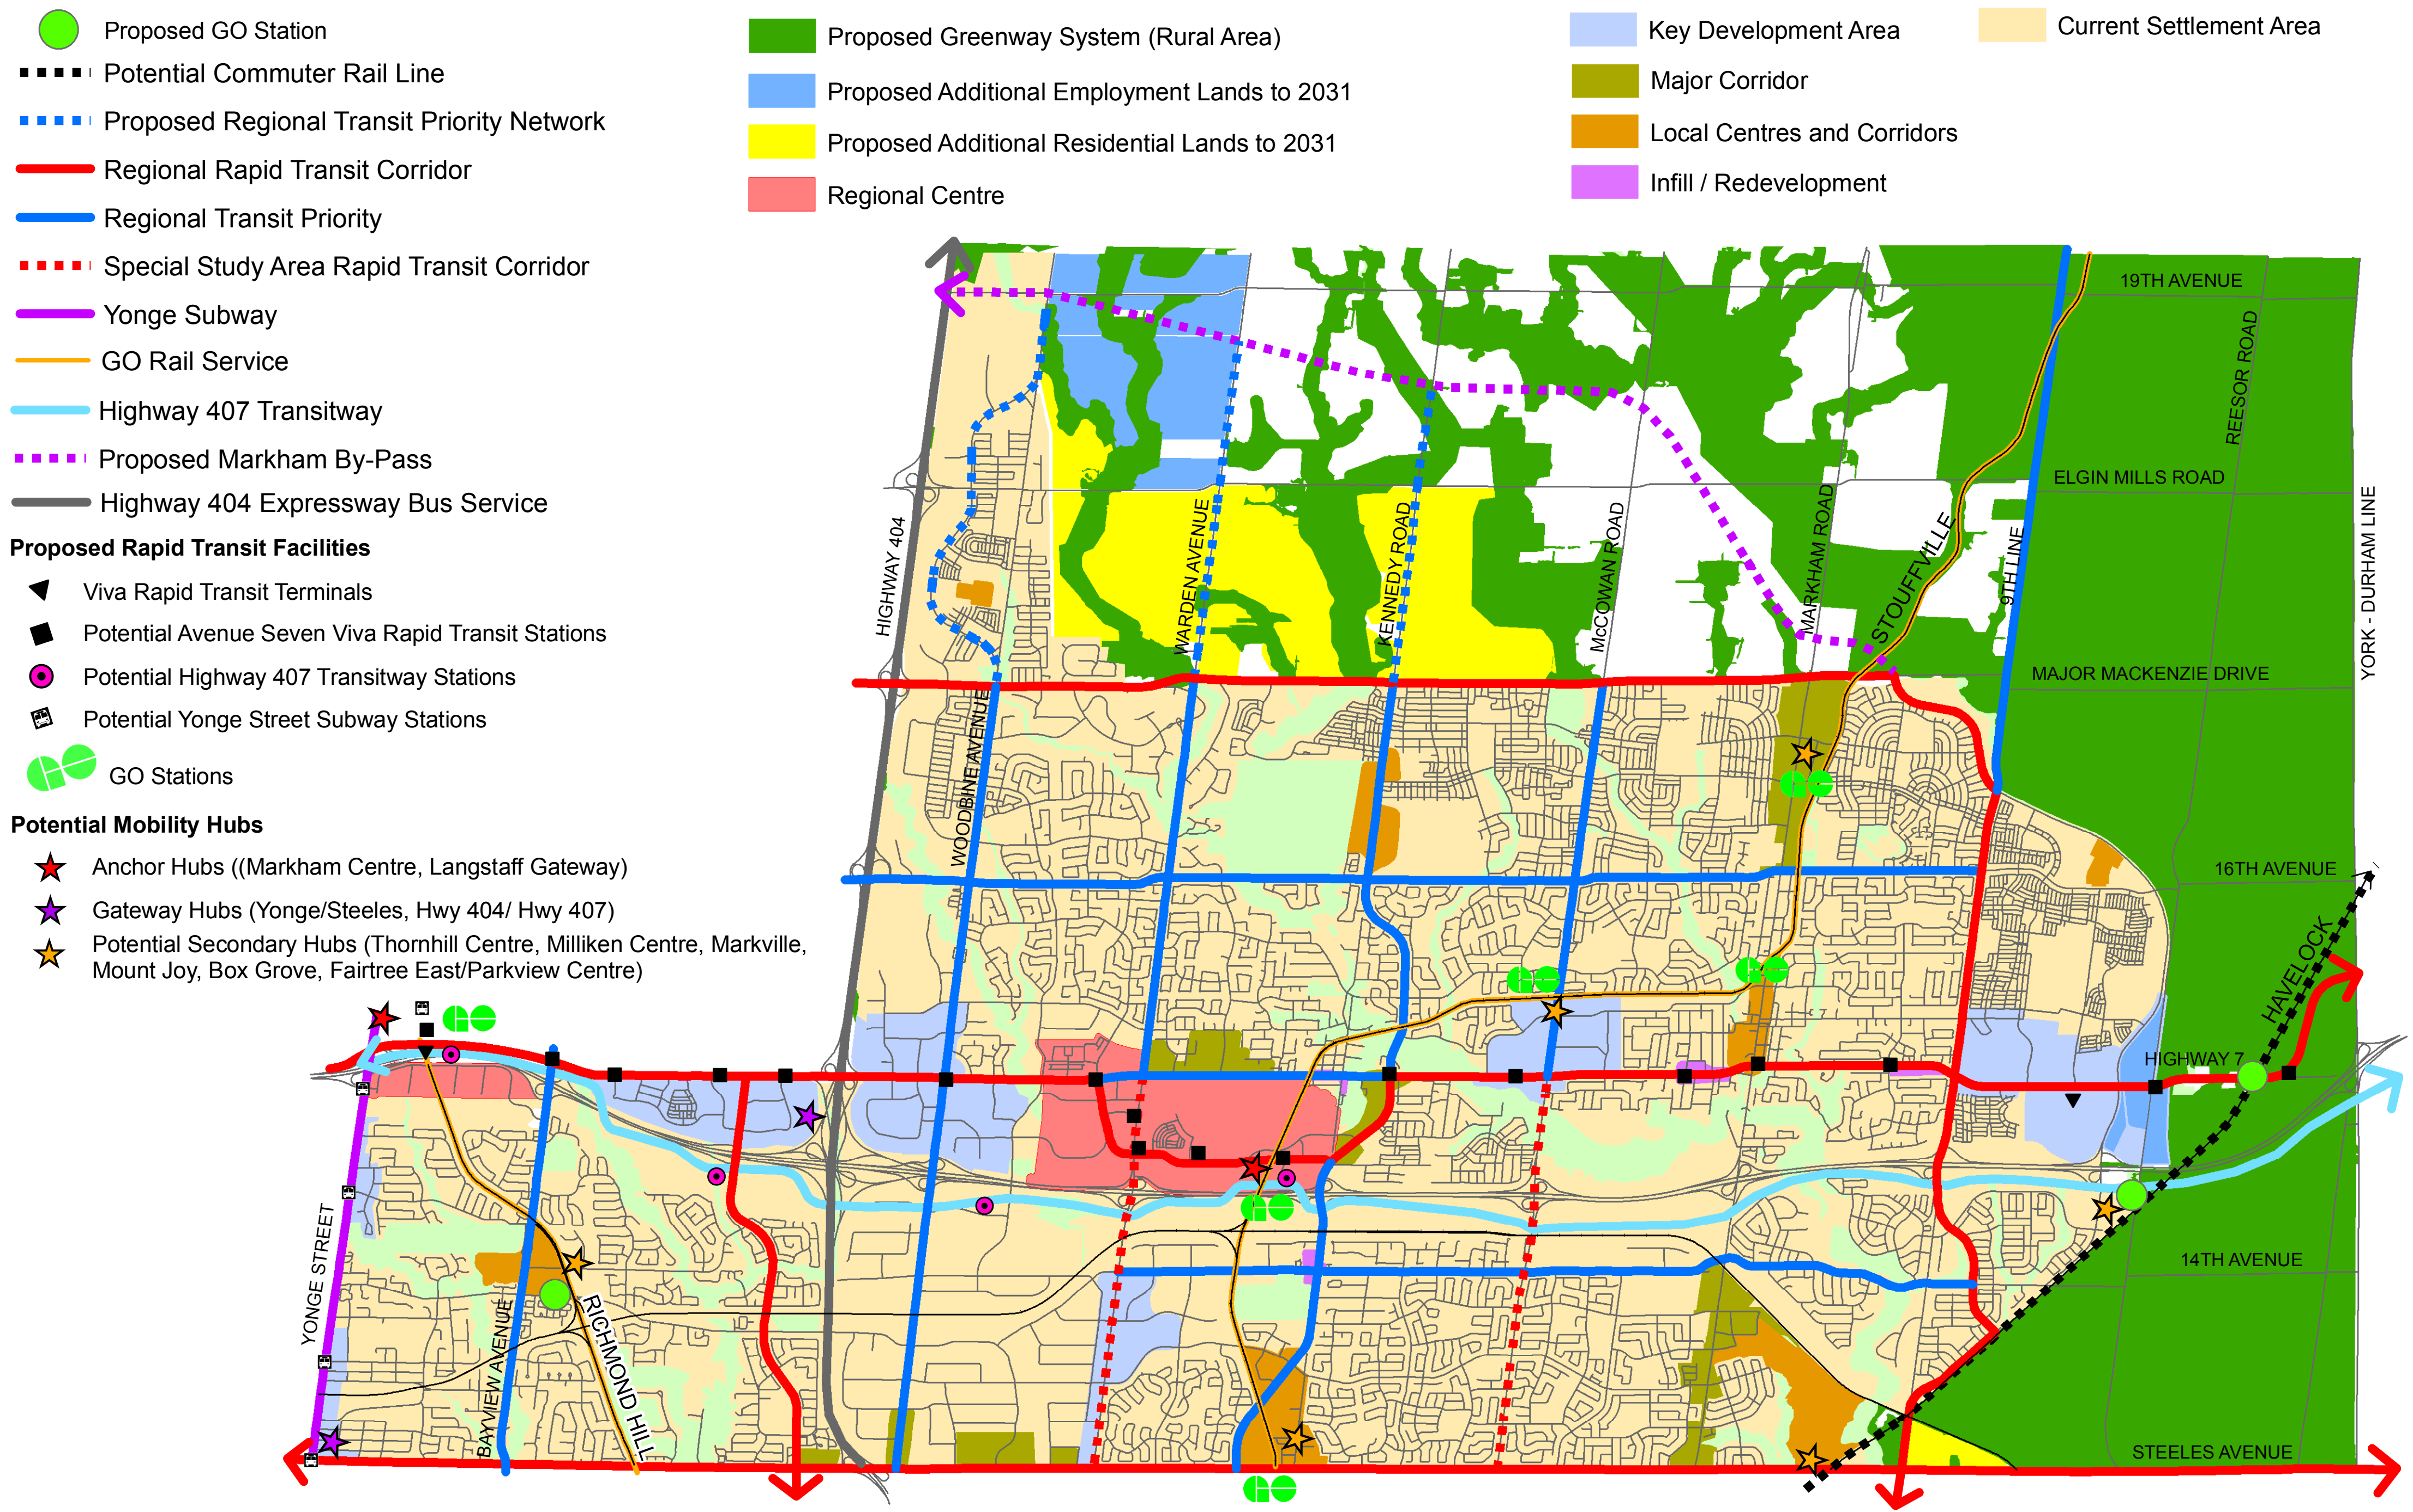 Proposed GO Station
Potential Commuter Rail Line
Proposed Regional Transit Priority Network
Regional Rapid Transit Corridor
Regional Transit Priority
Special Study Area Rapid Transit Corridor
Yonge Subway
GO Rail Service
Highway 407 Transitway
Proposed Markham By-Pass
Highway 404 Expressway Bus Service
Proposed Rapid Transit Facilities
Viva Rapid Transit Terminals
Potential Avenue Seven Viva Rapid Transit Stations
Potential Highway 407 Transitway Stations
Potential Yonge Street Subway Stations
GO Stations
Potential Mobility Hubs
Anchor Hubs ((Markham Centre, Langstaff Gateway)
Gateway Hubs (Yonge/Steeles, Hwy 404/ Hwy 407)
Potential Secondary Hubs (Thornhill Centre, Milliken Centre, Markville,
Mount Joy, Box Grove, Fairtree East/Parkview Centre)
Proposed Greenway System (Rural Area)
Proposed Additional Employment Lands to 2031
Proposed Additional Residential Lands to 2031
Regional Centre
Key Development Area
Major Corridor
Local Centres and Corridors
Infill / Redevelopment
Current Settlement Area
19TH AVENUE
REESOR ROAD
ELGIN MILLS ROAD
YORK - DURHAM LINE
HIGHWAY 404
WARDEN AVENUE
KENNEDY ROAD
McCOWAN ROAD
MARKHAM ROAD
STOUFFVILLE
9TH LINE
MAJOR MACKENZIE DRIVE
WOODBINE AVENUE
16TH AVENUE
HAVELOCK
HIGHWAY 7
YONGE STREET
14TH AVENUE
BAYVIEW AVENUE
RICHMOND HILL
STEELES AVENUE